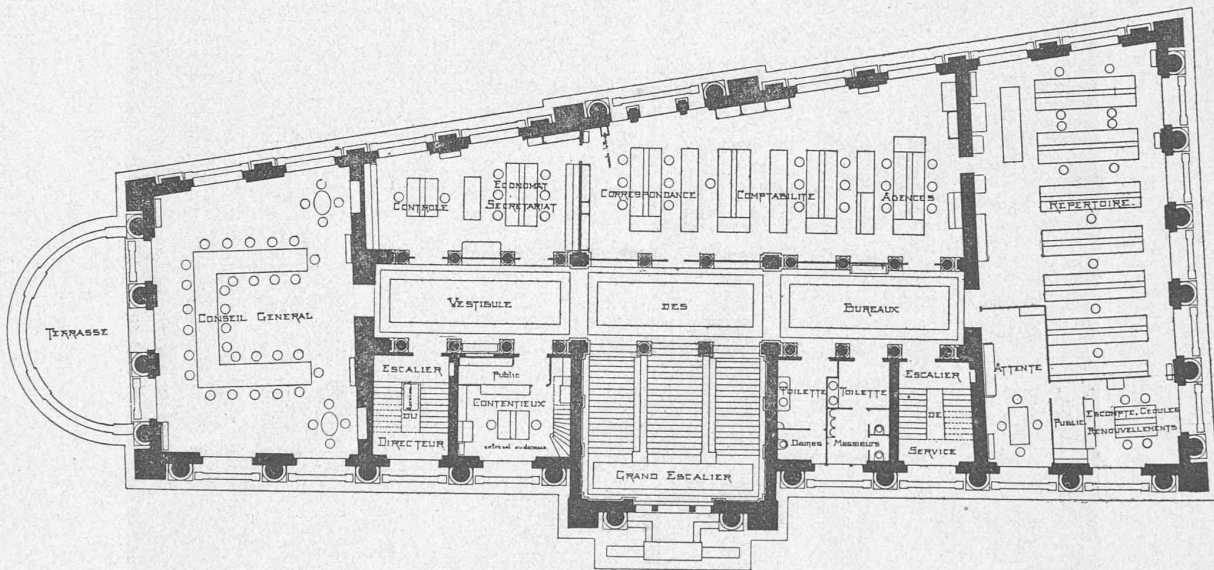 CONTROLE
ECONOMAT
SECRETARIAT
CORRESPONDANCE
COMPTABILITE
AGENCES
REPERTOIRE.
TERRASSE
CONSEIL GENERAL
VESTIBULE
DES
BUREAUX
ESCALIER
DU
DIRECTEUR
Public
CONTENTIEUX
GRAND ESCALIER
TOILETTE
Dames
TOILETTE
Messieurs
ESCALIER
DE
SERVICE
ATTENTE
PUBLIC
ESCOMPTE, CEDULES
RENOUVELLEMENTS